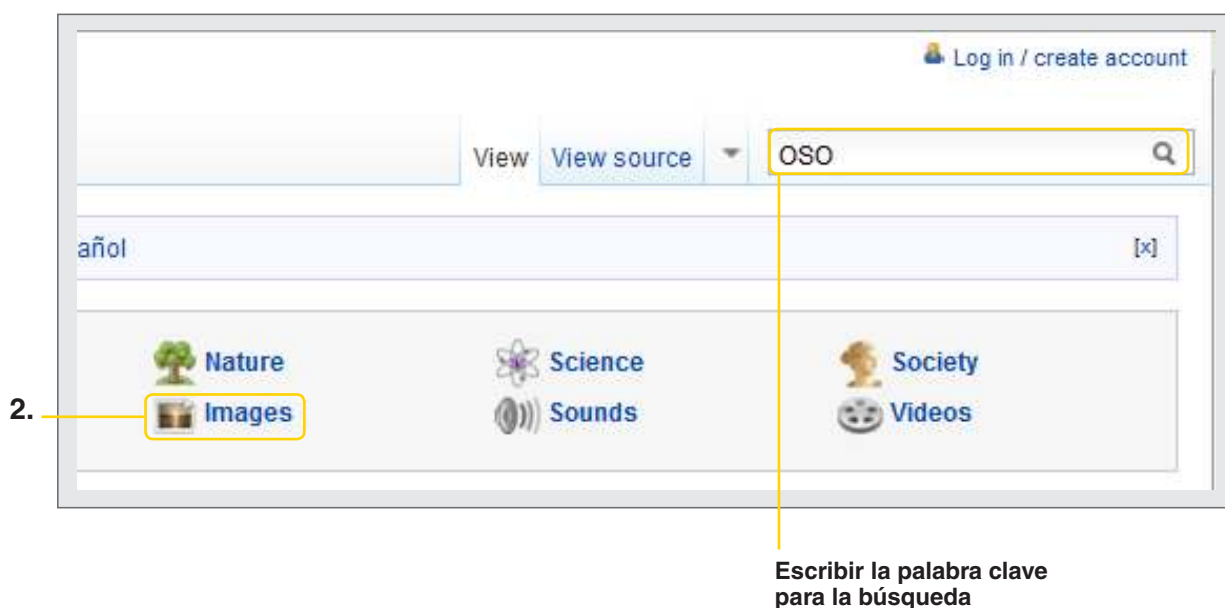 Log in / create account
View View source OSO
añol [x]
Nature Science Society
2. Images Sounds Videos
Escribir la palabra clave
para la búsqueda